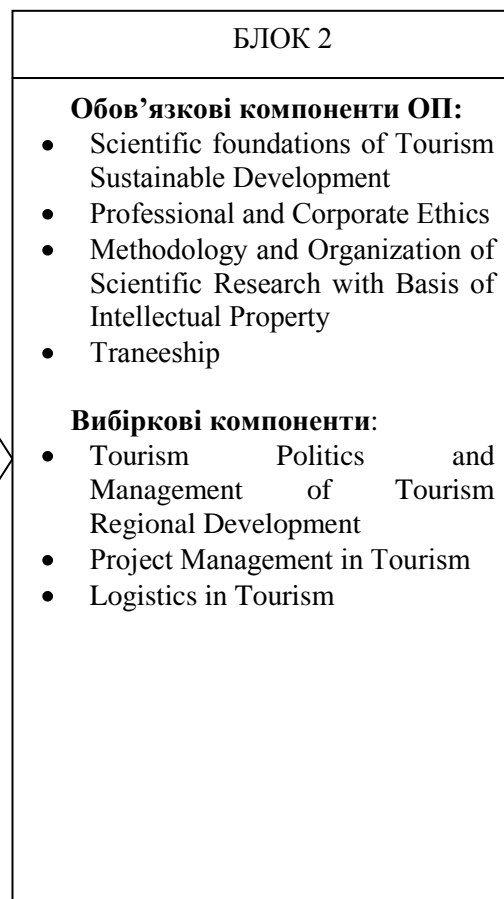 БЛОК 2
Обов’язкові компоненти ОП:
• Scientific foundations of Tourism
Sustainable Development
• Professional and Corporate Ethics
• Methodology and Organization of
Scientific Research with Basis of
Intellectual Property
• Traneeship
Вибіркові компоненти:
• Tourism Politics and
Management of Tourism
Regional Development
• Project Management in Tourism
• Logistics in Tourism